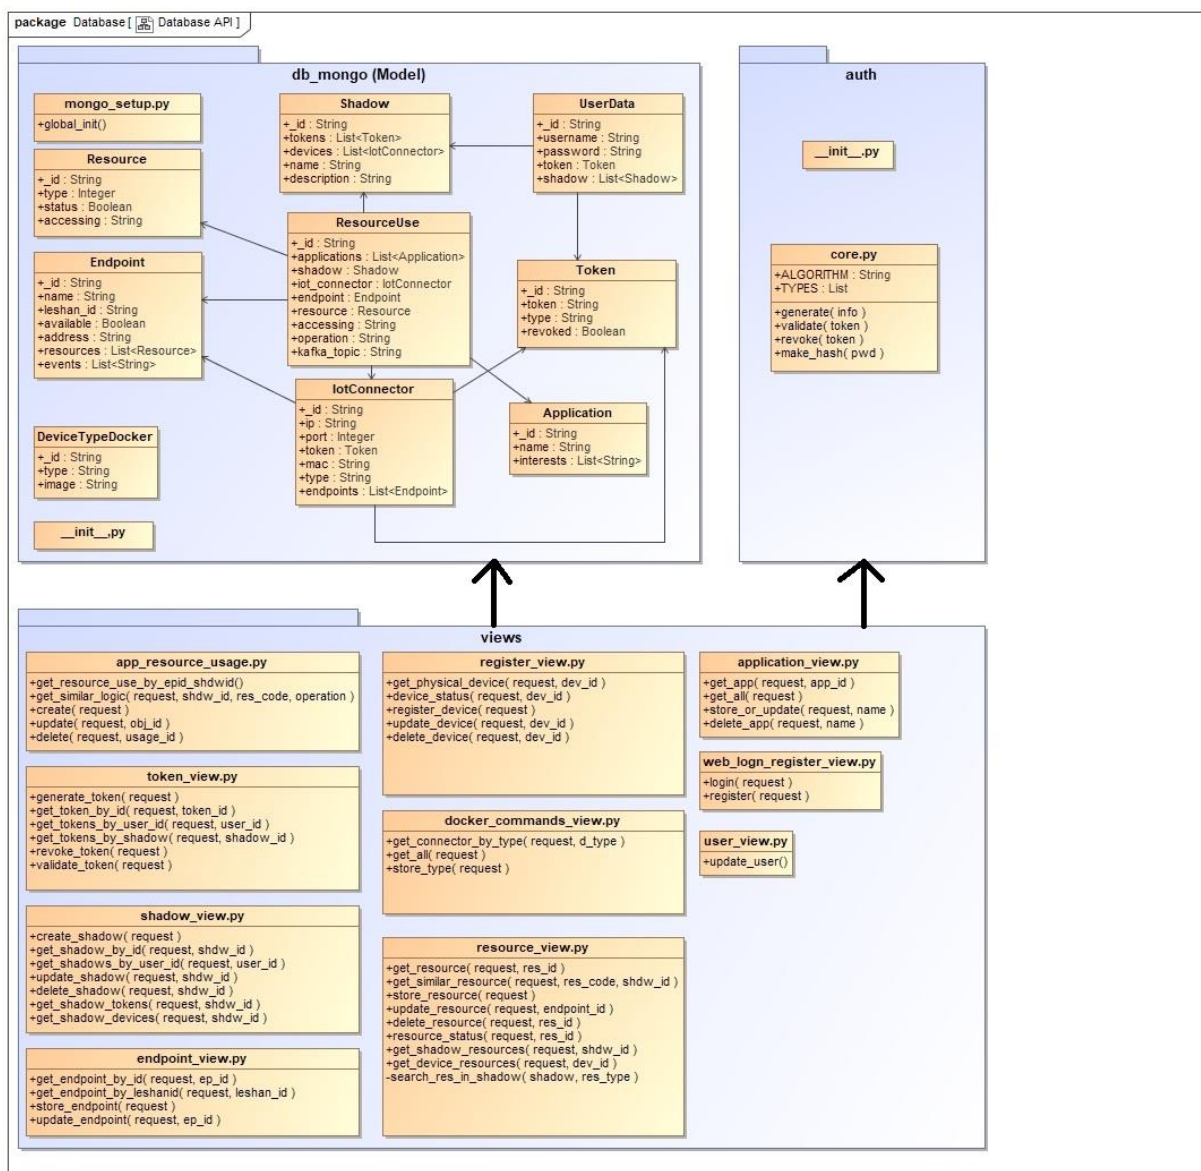 package Database [ Database API ]
db_mongo (Model)
mongo_setup.py
+global_init()
Resource
+_id : String
+type : Integer
+status : Boolean
+accessing : String
Endpoint
+_id : String
+name : String
+leshan_id : String
+available : Boolean
+address : String
+resources : List<Resource>
+events : List<String>
DeviceTypeDocker
+_id : String
+type : String
+image : String
__init__,py
Shadow
+_id : String
+tokens : List<Token>
+devices : List<IotConnector>
+name : String
+description : String
ResourceUse
+_id : String
+applications : List<Application>
+shadow : Shadow
+iot_connector : IotConnector
+endpoint : Endpoint
+resource : Resource
+accessing : String
+operation : String
+kafka_topic : String
IotConnector
+_id : String
+ip : String
+port : Integer
+token : Token
+mac : String
+type : String
+endpoints : List<Endpoint>
UserData
+_id : String
+username : String
+password : String
+token : Token
+shadow : List<Shadow>
Token
+_id : String
+token : String
+type : String
+revoked : Boolean
Application
+_id : String
+name : String
+interests : List<String>
auth
__init__.py
core.py
+ALGORITHM : String
+TYPES : List
+generate( info )
+validate( token )
+revoke( token )
+make_hash( pwd )
views
app_resource_usage.py
+get_resource_use_by_epid_shdwid()
+get_similar_logic( request, shdw_id, res_code, operation )
+create( request )
+update( request, obj_id )
+delete( request, usage_id )
token_view.py
+generate_token( request )
+get_token_by_id( request, token_id )
+get_tokens_by_user_id( request, user_id )
+get_tokens_by_shadow( request, shadow_id )
+revoke_token( request )
+validate_token( request )
shadow_view.py
+create_shadow( request )
+get_shadow_by_id( request, shdw_id )
+get_shadows_by_user_id( request, user_id )
+update_shadow( request, shdw_id )
+delete_shadow( request, shdw_id )
+get_shadow_tokens( request, shdw_id )
+get_shadow_devices( request, shdw_id )
endpoint_view.py
+get_endpoint_by_id( request, ep_id )
+get_endpoint_by_leshanid( request, leshan_id )
+store_endpoint( request )
+update_endpoint( request, ep_id )
register_view.py
+get_physical_device( request, dev_id )
+device_status( request, dev_id )
+register_device( request )
+update_device( request, dev_id )
+delete_device( request, dev_id )
docker_commands_view.py
+get_connector_by_type( request, d_type )
+get_all( request )
+store_type( request )
resource_view.py
+get_resource( request, res_id )
+get_similar_resource( request, res_code, shdw_id )
+store_resource( request )
+update_resource( request, endpoint_id )
+delete_resource( request, res_id )
+resource_status( request, res_id )
+get_shadow_resources( request, shdw_id )
+get_device_resources( request, dev_id )
-search_res_in_shadow( shadow, res_type )
application_view.py
+get_app( request, app_id )
+get_all( request )
+store_or_update( request, name )
+delete_app( request, name )
web_logn_register_view.py
+login( request )
+register( request )
user_view.py
+update_user()